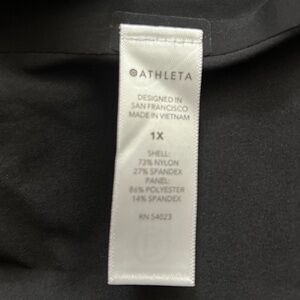 ATHLETA
DESIGNED IN
SAN FRANCISCO
MADE IN VIETNAM
1X
SHELL:
73% NYLON
27% SPANDEX
PANEL:
86% POLYESTER
14% SPANDEX
RN 54023